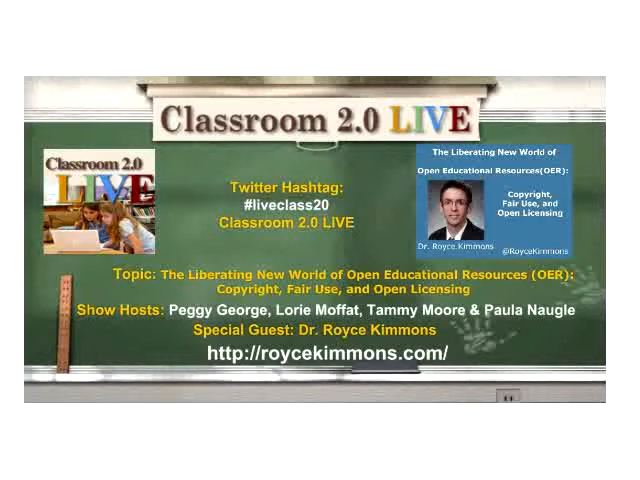 Classroom 2.0 LIVE
Classroom 2.0
LIVE
Twitter Hashtag:
#liveclass20
Classroom 2.0 LiVE
The Liberating New World of
Open Educational Resources(OER):
Copyright,
Fair Use, and
Open Licensing
Dr. Royce.Kimmons
@RoyceKimmons
Topic: The Liberating New World of Open Educational Resources (OER):
Copyright, Fair Use, and Open Licensing
Show Hosts: Peggy George, Lorie Moffat, Tammy Moore & Paula Naugle
Special Guest: Dr. Royce Kimmons
http://roycekimmons.com/